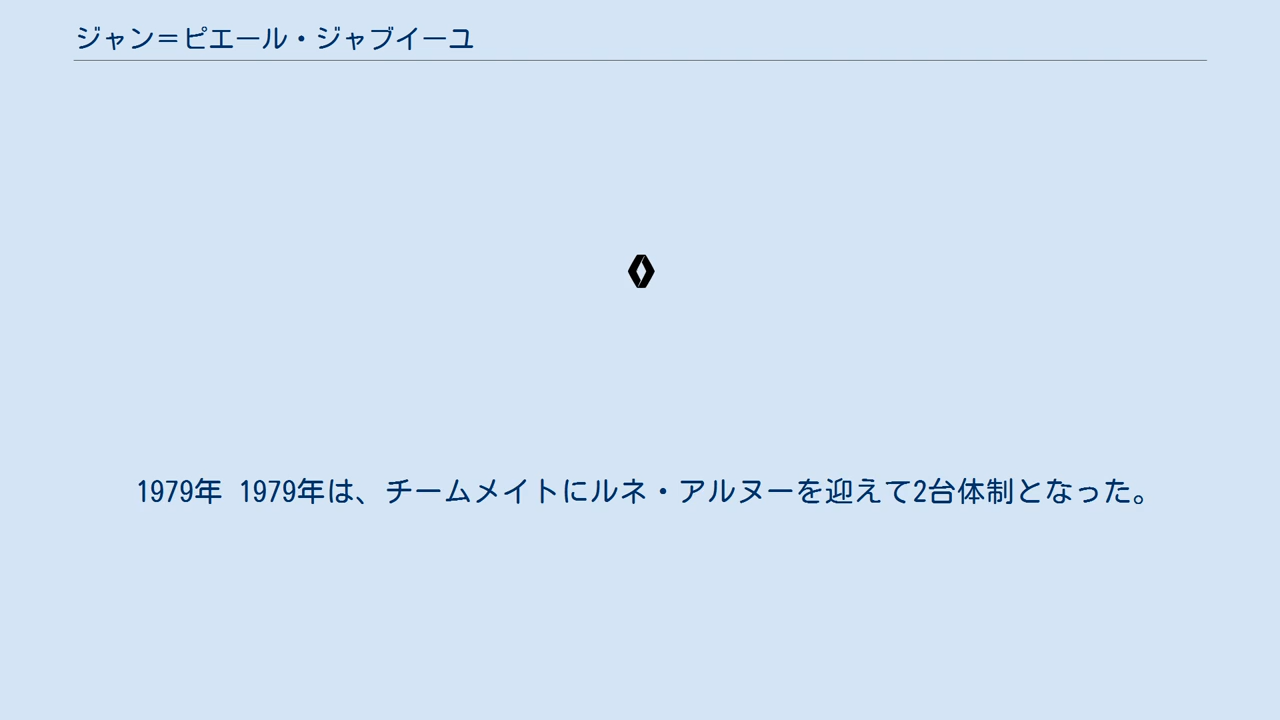 ジャン＝ピエール・ジャブイーユ
1979年 1979年は、チームメイトにルネ・アルヌーを迎えて2台体制となった。